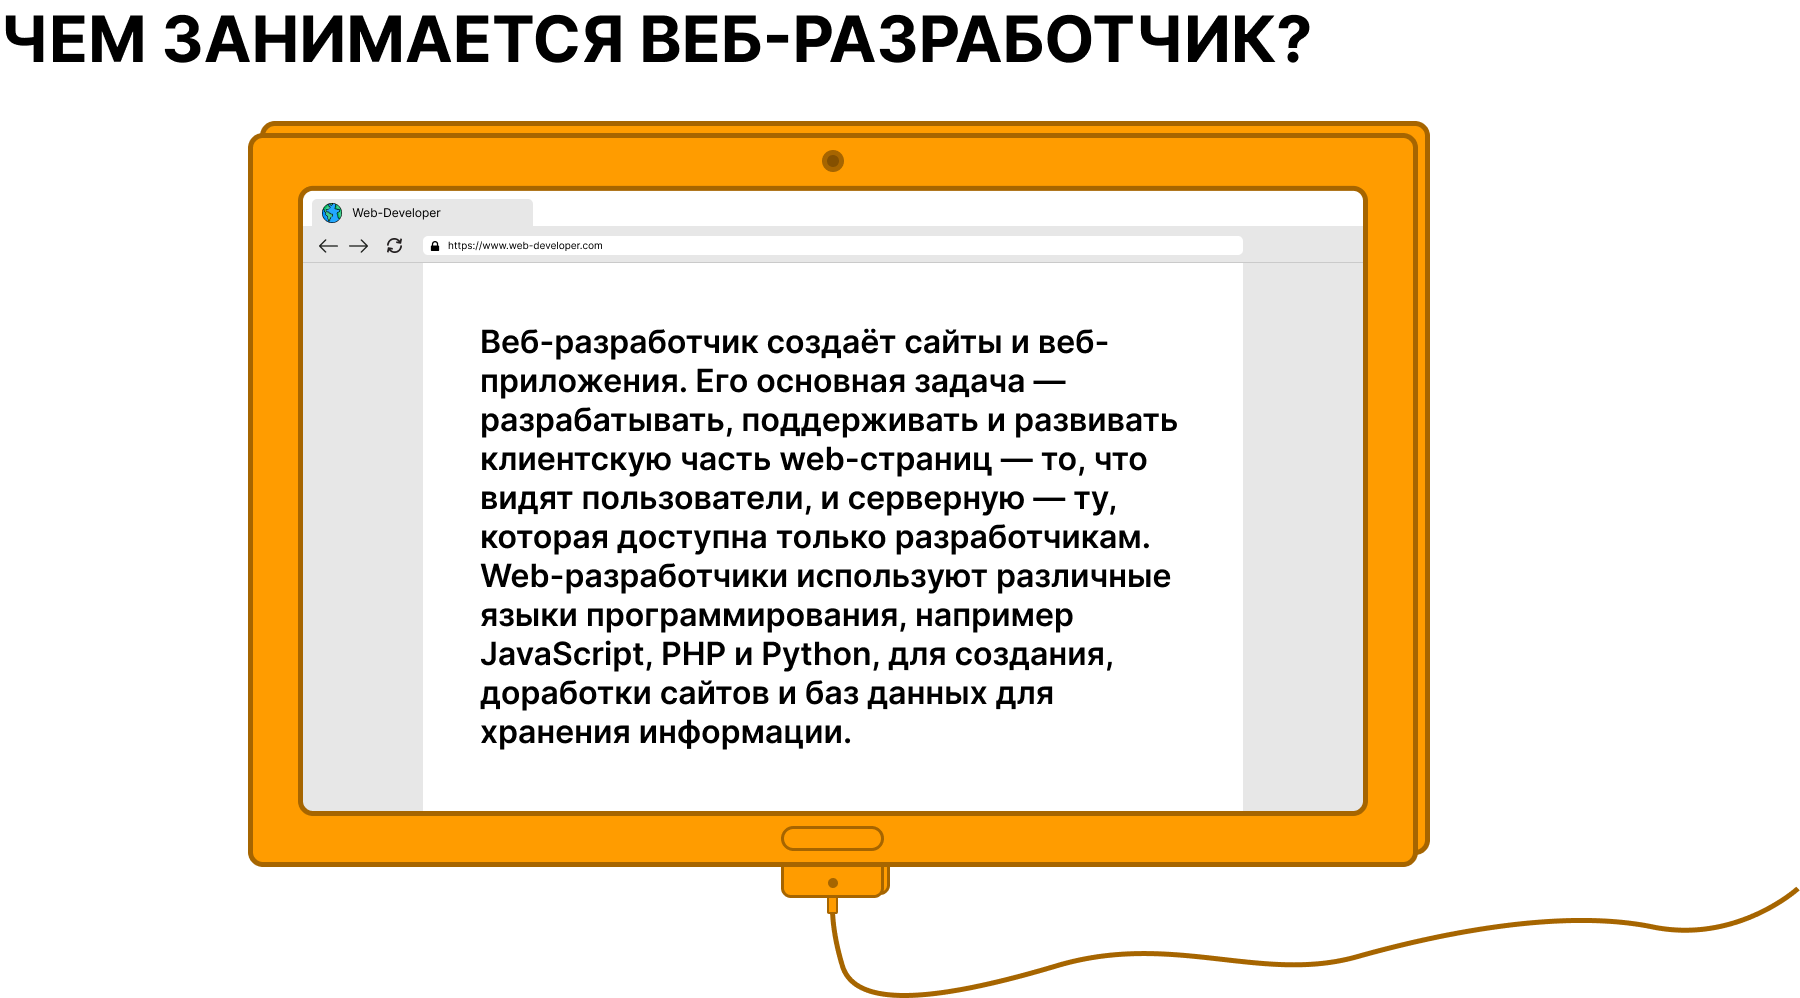 ЧЕМ ЗАНИМАЕТСЯ ВЕБ-РАЗРАБОТЧИК?
Web-Developer
https://www.web-developer.com
Веб-разработчик создаёт сайты и веб-
приложения. Его основная задача —
разрабатывать, поддерживать и развивать
клиентскую часть web-страниц — то, что
видят пользователи, и серверную — ту,
которая доступна только разработчикам.
Web-разработчики используют различные
языки программирования, например
JavaScript, PHP и Python, для создания,
доработки сайтов и баз данных для
хранения информации.